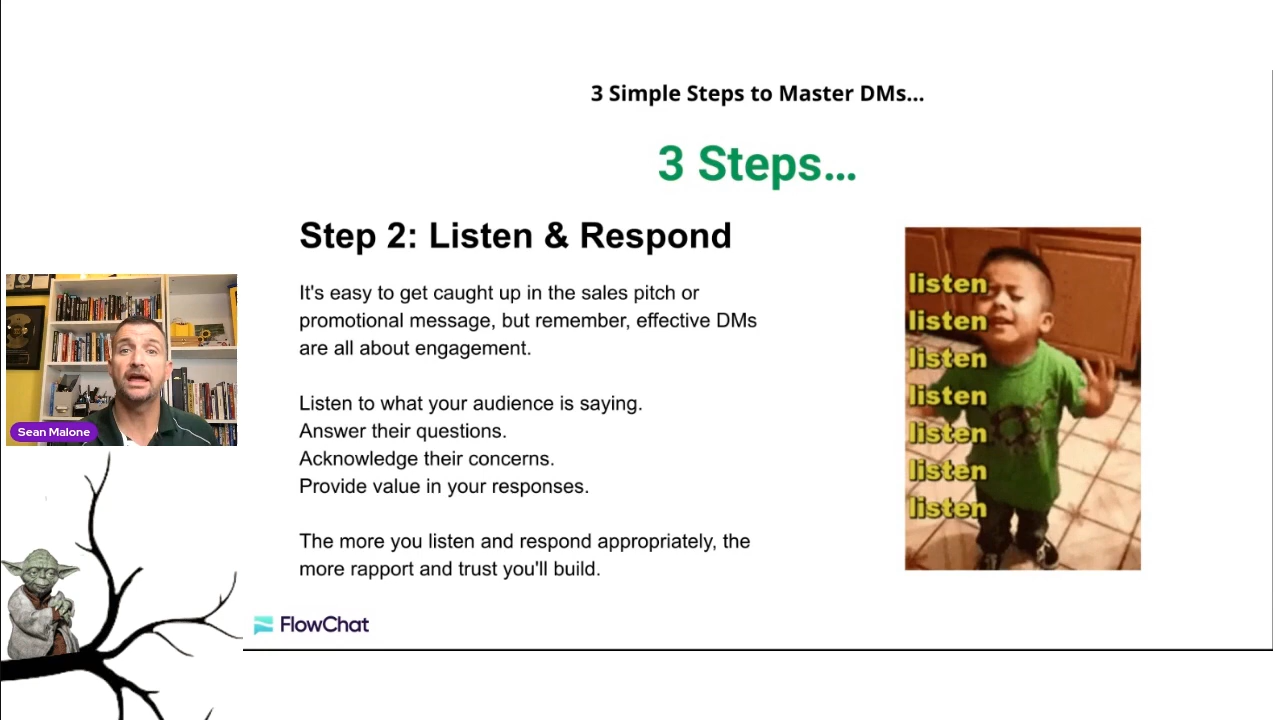 3 Simple Steps to Master DMs...
3 Steps...
Step 2: Listen & Respond
It's easy to get caught up in the sales pitch or
promotional message, but remember, effective DMs
are all about engagement.
Listen to what your audience is saying.
Answer their questions.
Acknowledge their concerns.
Provide value in your responses.
The more you listen and respond appropriately, the
more rapport and trust you'll build.
listen
listen
listen
listen
listen
listen
listen
Sean Malone
FlowChat